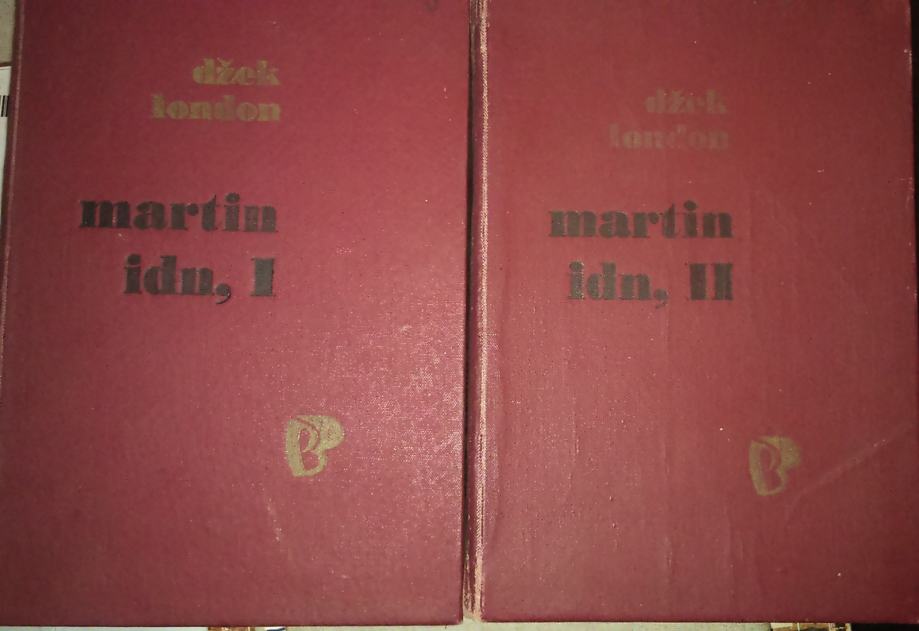 džek
london
martin
idn, I
džek
london
martin
idn, II